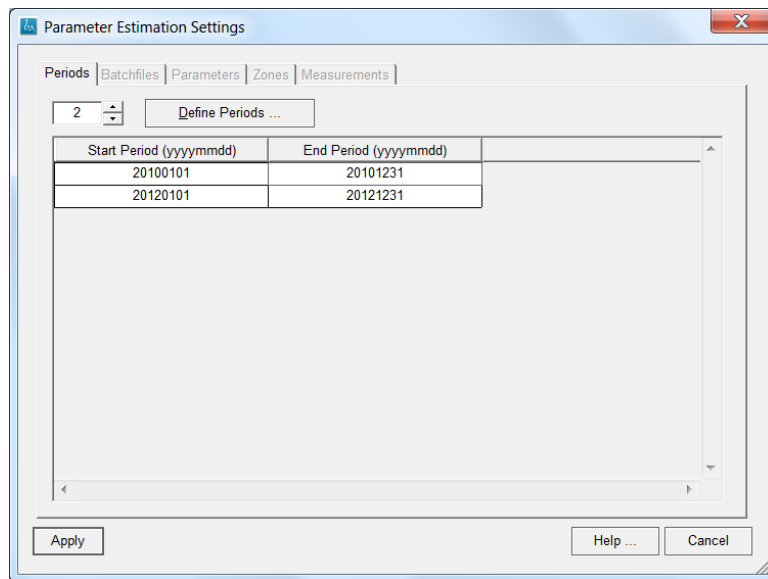 Parameter Estimation Settings
Periods Batchfiles Parameters Zones Measurements
2 Define Periods ...
Start Period (yyyymmdd) End Period (yyyymmdd)
20100101 20101231
20120101 20121231
Apply Help ... Cancel